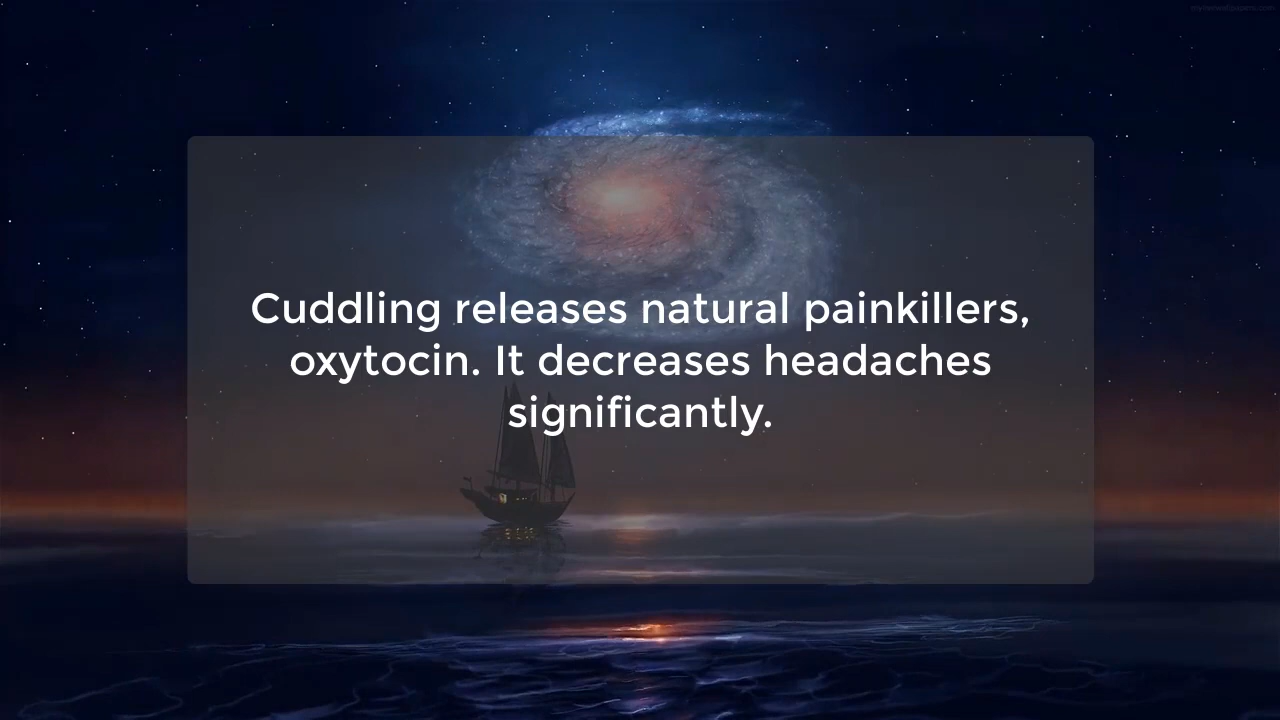 Cuddling releases natural painkillers,
oxytocin. It decreases headaches
significantly.